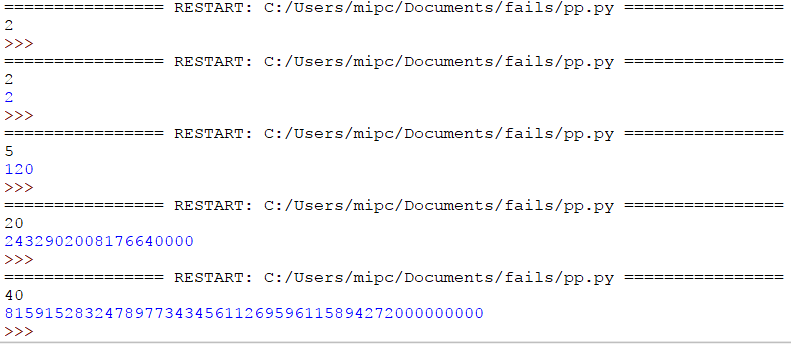 ================ RESTART: C:/Users/mipc/Documents/fails/pp.py ================
2
>>>
================ RESTART: C:/Users/mipc/Documents/fails/pp.py ================
2
2
>>>
================ RESTART: C:/Users/mipc/Documents/fails/pp.py ================
5
120
>>>
================ RESTART: C:/Users/mipc/Documents/fails/pp.py ================
20
2432902008176640000
>>>
================ RESTART: C:/Users/mipc/Documents/fails/pp.py ================
40
815915283247897734345611269596115894272000000000
>>>